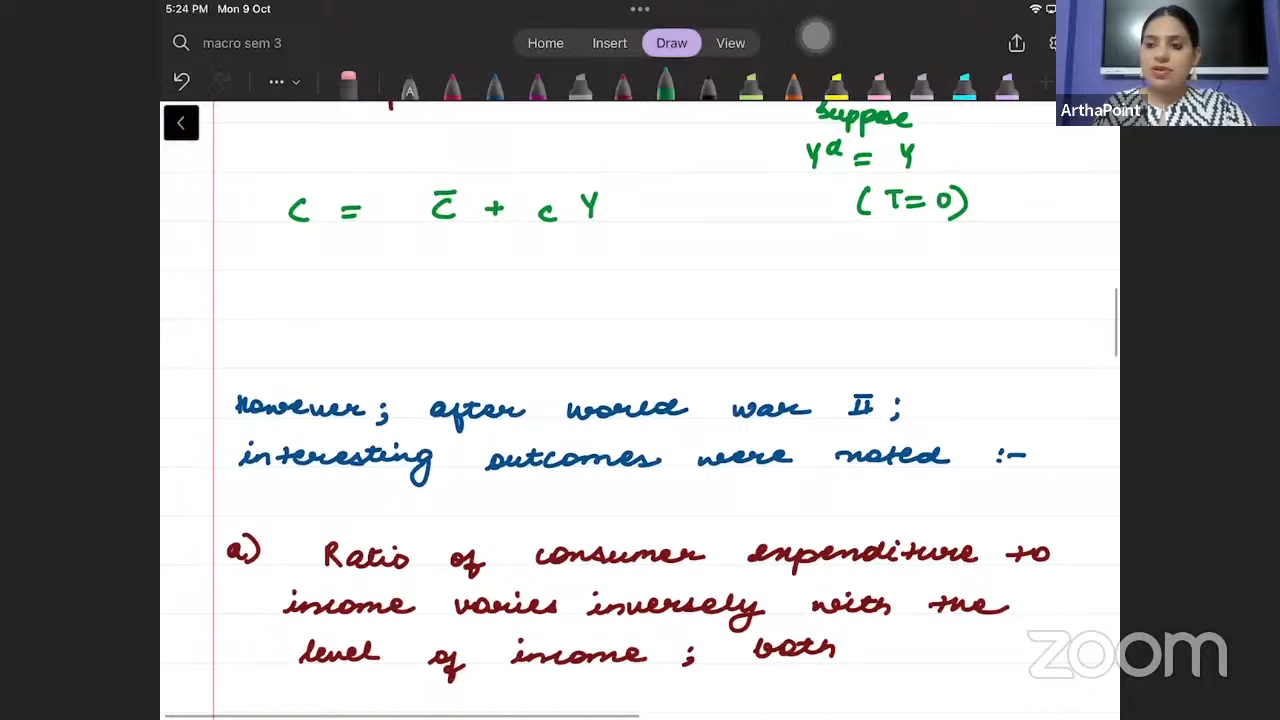 5:24 PM Mon 9 Oct
macro sem 3
Home Insert Draw View
A
ArthaPoint
Suppose
Yd = Y
C = C̄ + c Y
(T=0)
However; after world war II;
interesting outcomes were noted :-
a) Ratio of consumer expenditure to
income varies inversely with the
level of income ; both
zoom